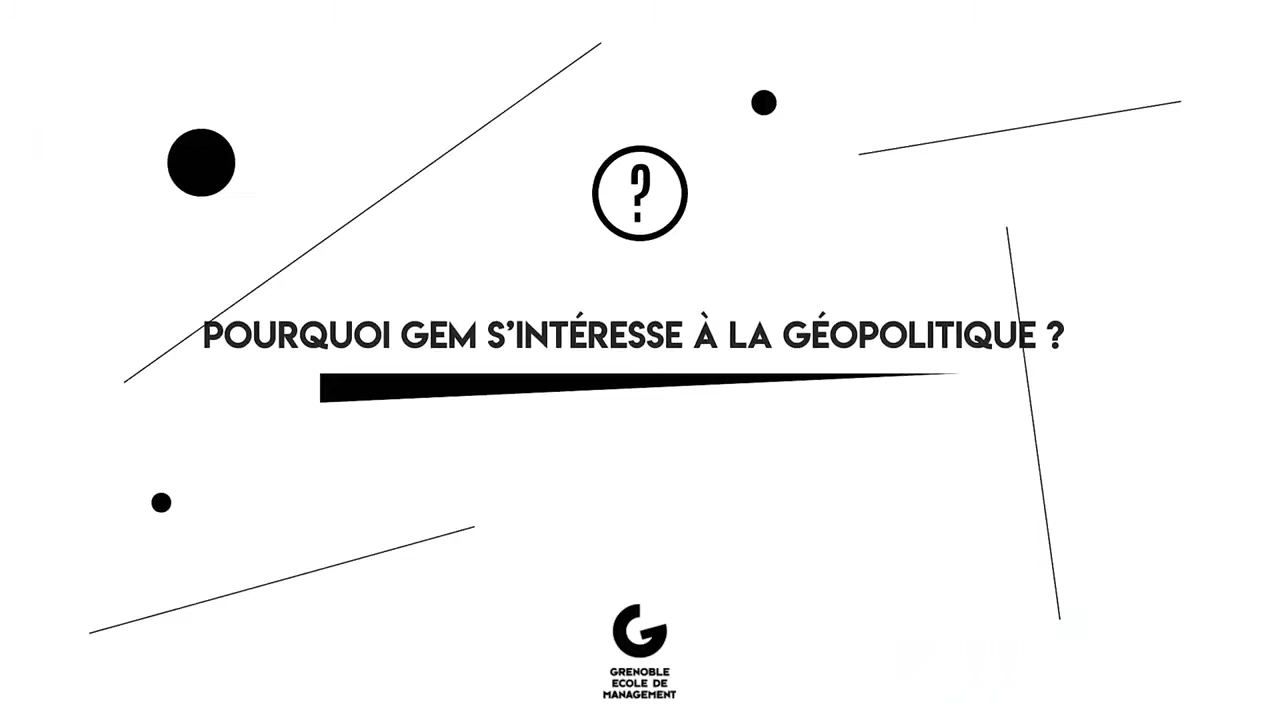 ?
POURQUOI GEM S’INTÉRESSE À LA GÉOPOLITIQUE ?
GRENOBLE
ECOLE DE
MANAGEMENT